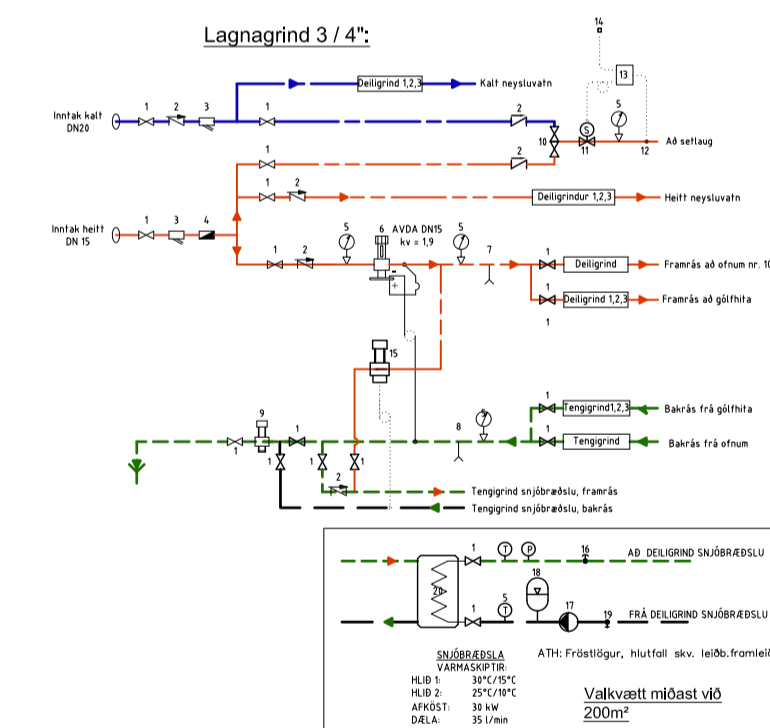 Lagnagrind 3 / 4":
14
13
Deiligrind 1,2,3
Kalt neysluvatn
Inntak kalt
DN20
1
2
3
1
2
10
S
11
5
12
Að setlaug
1
2
1
2
Deiligrindur 1,2,3
Heitt neysluvatn
Inntak heitt
DN 15
1
3
4
1
2
5
6
AVDA DN15
kv = 1,9
5
7
1
Deiligrind
Framrás að ofnum nr. 10
Deiligrind 1,2,3
Framrás að gólfhita
1
1
15
9
1
1
1
1
1
2
8
5
1
Tengigrind1,2,3
Bakrás frá gólfhita
1
Tengigrind
Bakrás frá ofnum
Tengigrind snjóbræðslu, framrás
Tengigrind snjóbræðslu, bakrás
1
T
P
16
AÐ DEILIGRIND SNJÓBRÆÐSLU
20
18
1
5
T
17
19
FRÁ DEILIGRIND SNJÓBRÆÐSLU
SNJÓBRÆÐSLA
VARMASKIPTIR:
HLIÐ 1: 30°C/15°C
HLIÐ 2: 25°C/10°C
AFKÖST: 30 kW
DÆLA: 35 l/min
ATH: Fröstlögur, hlutfall skv. leiðb.framleið
Valkvætt miðast við
200m²